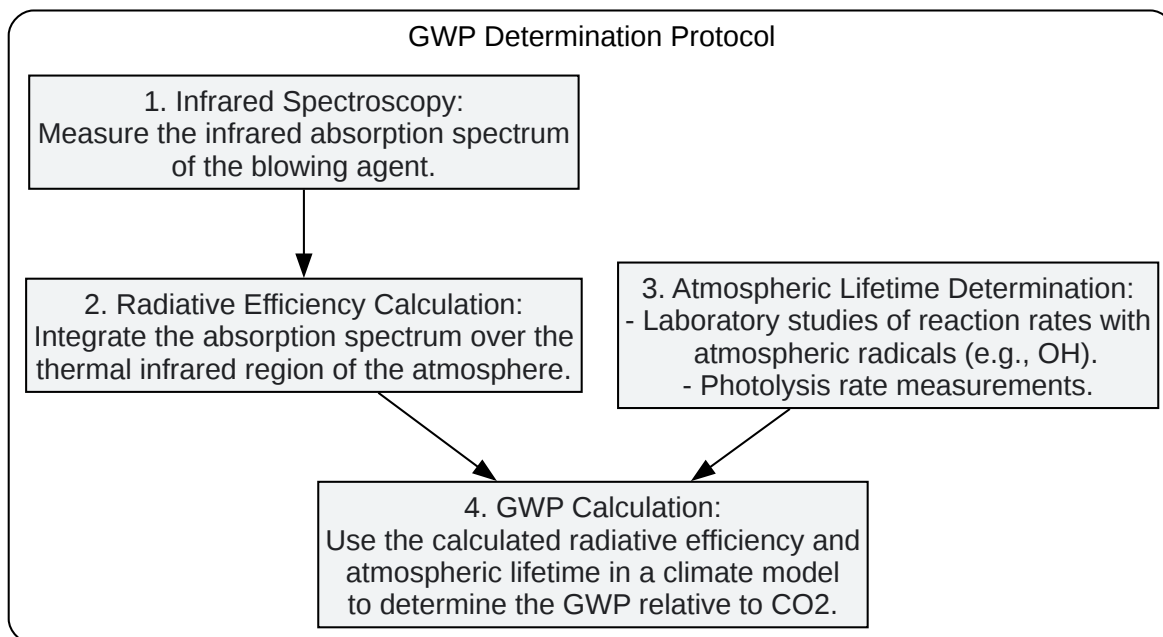 GWP Determination Protocol
1. Infrared Spectroscopy:
Measure the infrared absorption spectrum
of the blowing agent.
2. Radiative Efficiency Calculation:
Integrate the absorption spectrum over the
thermal infrared region of the atmosphere.
3. Atmospheric Lifetime Determination:
- Laboratory studies of reaction rates with
atmospheric radicals (e.g., OH).
- Photolysis rate measurements.
4. GWP Calculation:
Use the calculated radiative efficiency and
atmospheric lifetime in a climate model
to determine the GWP relative to CO2.